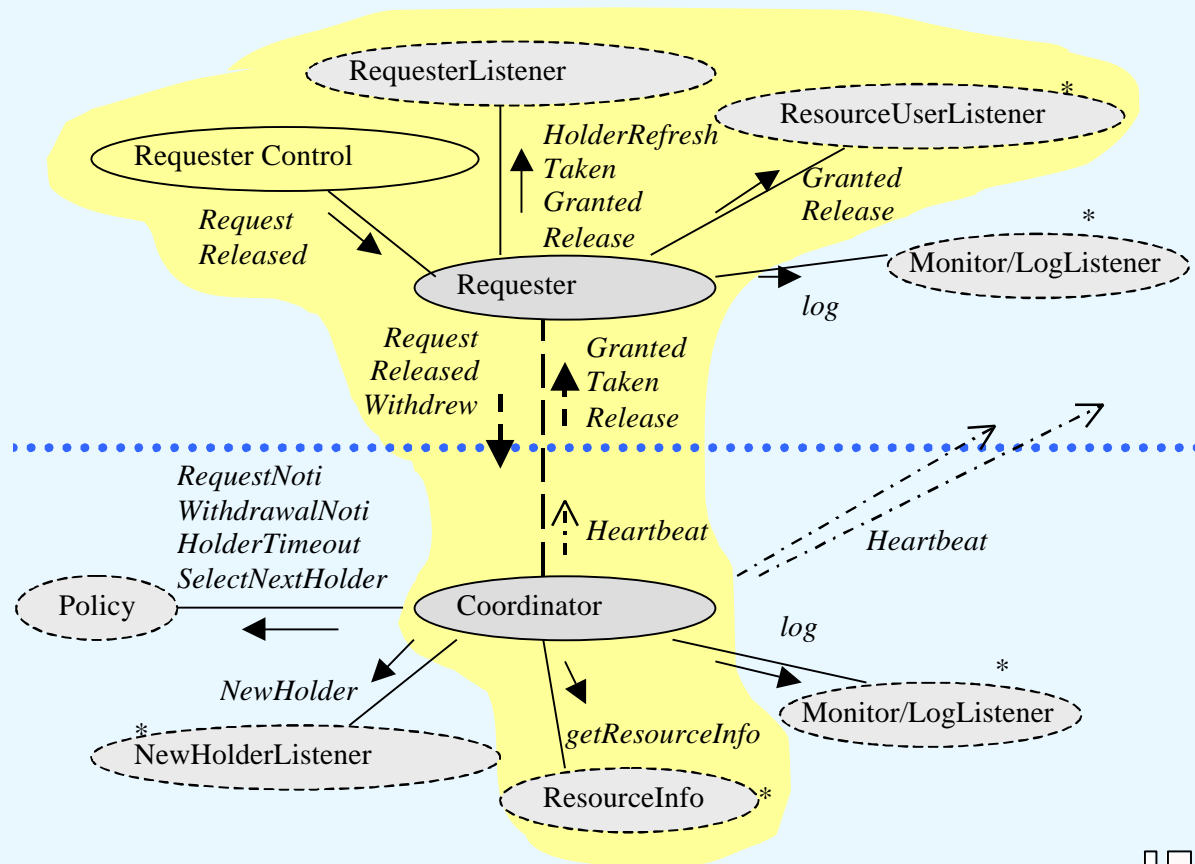 RequesterListener
*
ResourceUserListener
Requester Control
HolderRefresh
Taken
Granted
Release
Granted
Release
Request
Released
*
Monitor/LogListener
Requester
log
Request
Released
Withdrew
Granted
Taken
Release
RequestNoti
WithdrawalNoti
HolderTimeout
SelectNextHolder
Heartbeat
Heartbeat
Policy
Coordinator
log
NewHolder
*
Monitor/LogListener
getResourceInfo
*
NewHolderListener
ResourceInfo
*